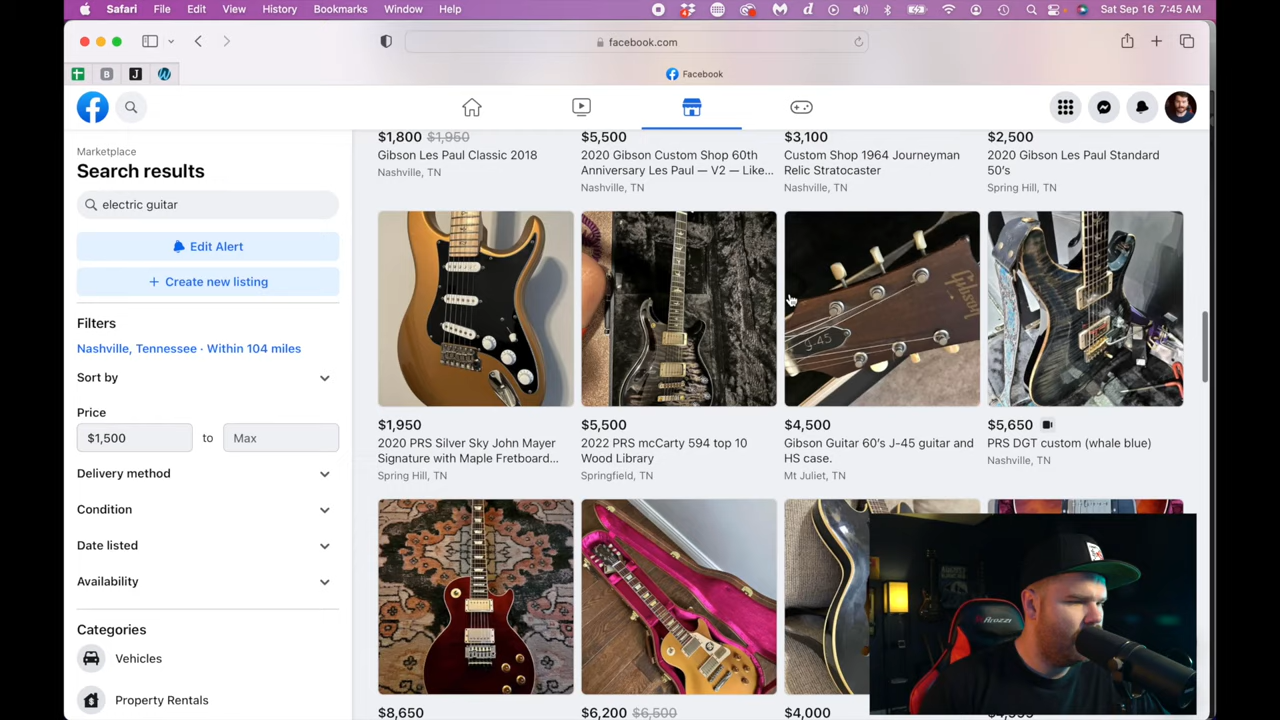 Safari File Edit View History Bookmarks Window Help Sat Sep 16 7:45 AM
facebook.com
Facebook
Marketplace
Search results
electric guitar
Edit Alert
+ Create new listing
Filters
Nashville, Tennessee · Within 104 miles
Sort by
Price
$1,500 to Max
Delivery method
Condition
Date listed
Availability
Categories
Vehicles
Property Rentals
$1,800 $1,950
Gibson Les Paul Classic 2018
Nashville, TN
$5,500
2020 Gibson Custom Shop 60th
Anniversary Les Paul — V2 — Like...
Nashville, TN
$3,100
Custom Shop 1964 Journeyman
Relic Stratocaster
Nashville, TN
$2,500
2020 Gibson Les Paul Standard
50's
Spring Hill, TN
$1,950
2020 PRS Silver Sky John Mayer
Signature with Maple Fretboard...
Spring Hill, TN
$5,500
2022 PRS mcCarty 594 top 10
Wood Library
Springfield, TN
Gibson
$4,500
Gibson Guitar 60's J-45 guitar and
HS case.
Mt Juliet, TN
$5,650
PRS DGT custom (whale blue)
Nashville, TN
$8,650
$6,200 $6,500
$4,000
Arozzi